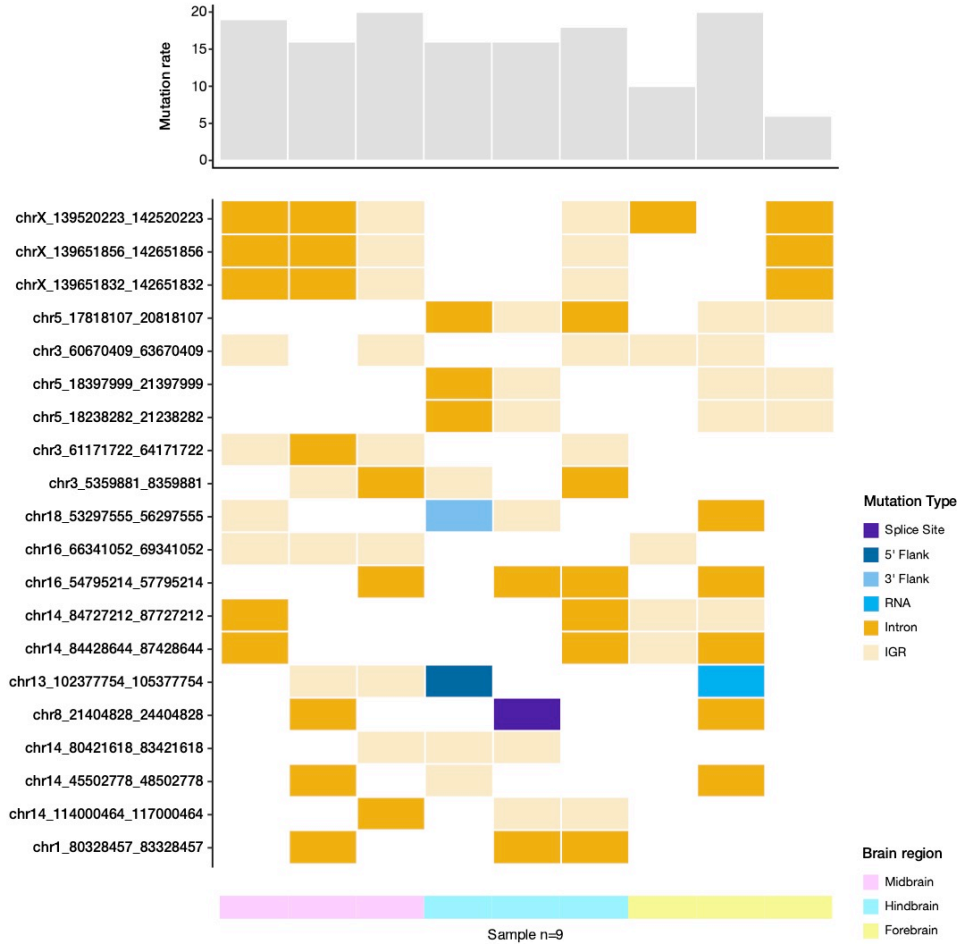 20
15
10
5
0
Mutation rate
chrX_139520223_142520223
chrX_139651856_142651856
chrX_139651832_142651832
chr5_17818107_20818107
chr3_60670409_63670409
chr5_18397999_21397999
chr5_18238282_21238282
chr3_61171722_64171722
chr3_5359881_8359881
chr18_53297555_56297555
chr16_66341052_69341052
chr16_54795214_57795214
chr14_84727212_87727212
chr14_84428644_87428644
chr13_102377754_105377754
chr8_21404828_24404828
chr14_80421618_83421618
chr14_45502778_48502778
chr14_114000464_117000464
chr1_80328457_83328457
Mutation Type
Splice Site
5' Flank
3' Flank
RNA
Intron
IGR
Brain region
Midbrain
Hindbrain
Forebrain
Sample n=9